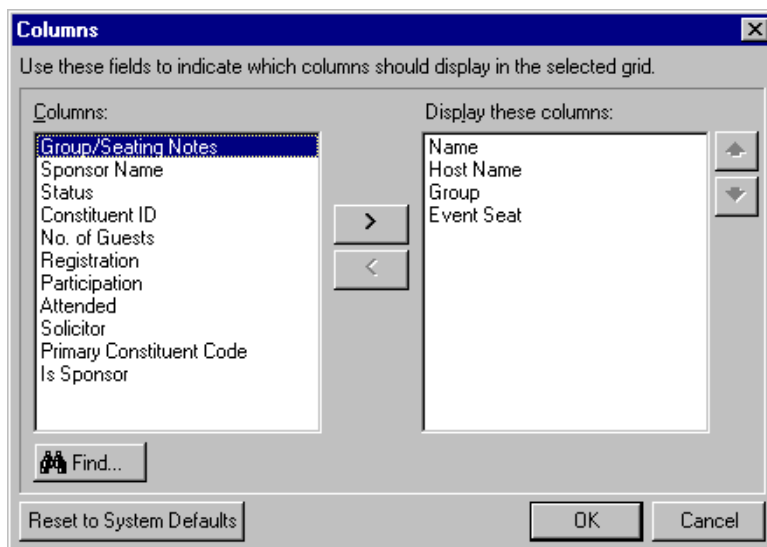 Columns
Use these fields to indicate which columns should display in the selected grid.
Columns:
Group/Seating Notes
Sponsor Name
Status
Constituent ID
No. of Guests
Registration
Participation
Attended
Solicitor
Primary Constituent Code
Is Sponsor
>
<
Display these columns:
Name
Host Name
Group
Event Seat
Find...
Reset to System Defaults
OK
Cancel